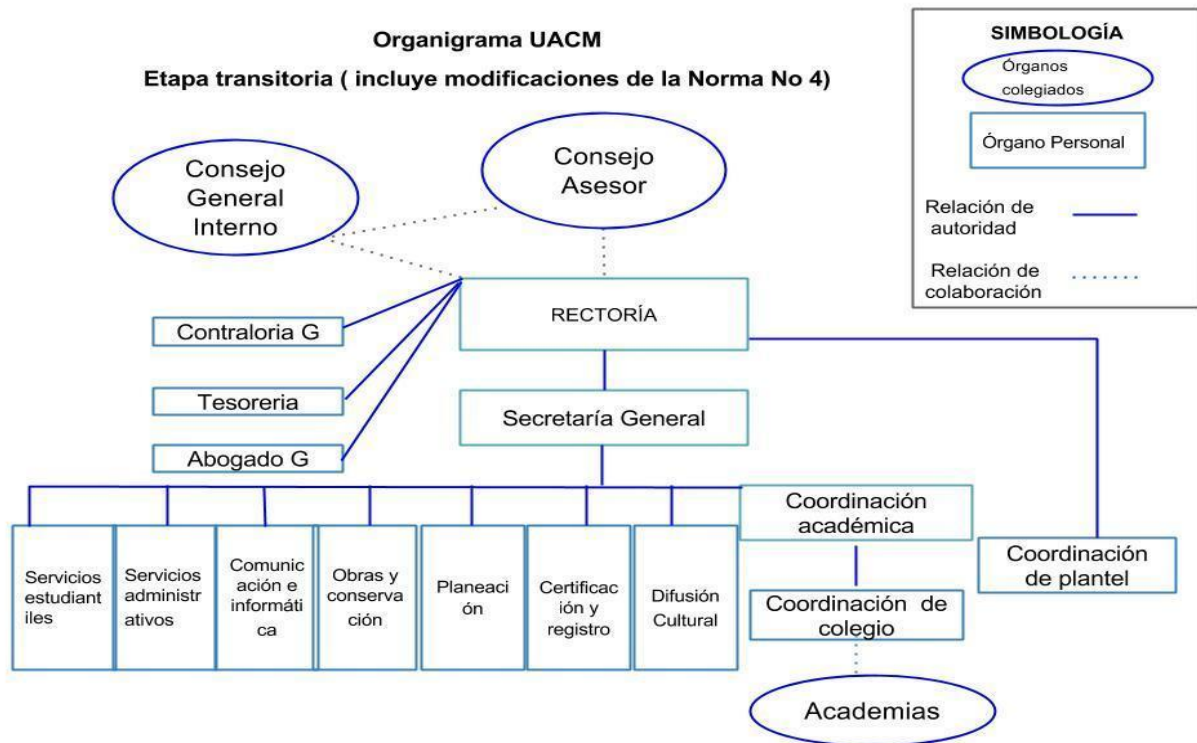 Organigrama UACM
Etapa transitoria ( incluye modificaciones de la Norma No 4)
SIMBOLOGÍA
Órganos
colegiados
Órgano Personal
Relación de
autoridad
Relación de
colaboración
Consejo
General
Interno
Consejo
Asesor
RECTORÍA
Contraloria G
Tesoreria
Abogado G
Secretaría General
Servicios
estudiant
iles
Servicios
administr
ativos
Comunic
ación e
informáti
ca
Obras y
conserva
ción
Planeaci
ón
Certificac
ión y
registro
Difusión
Cultural
Coordinación
académica
Coordinación de
colegio
Academias
Coordinación
de plantel